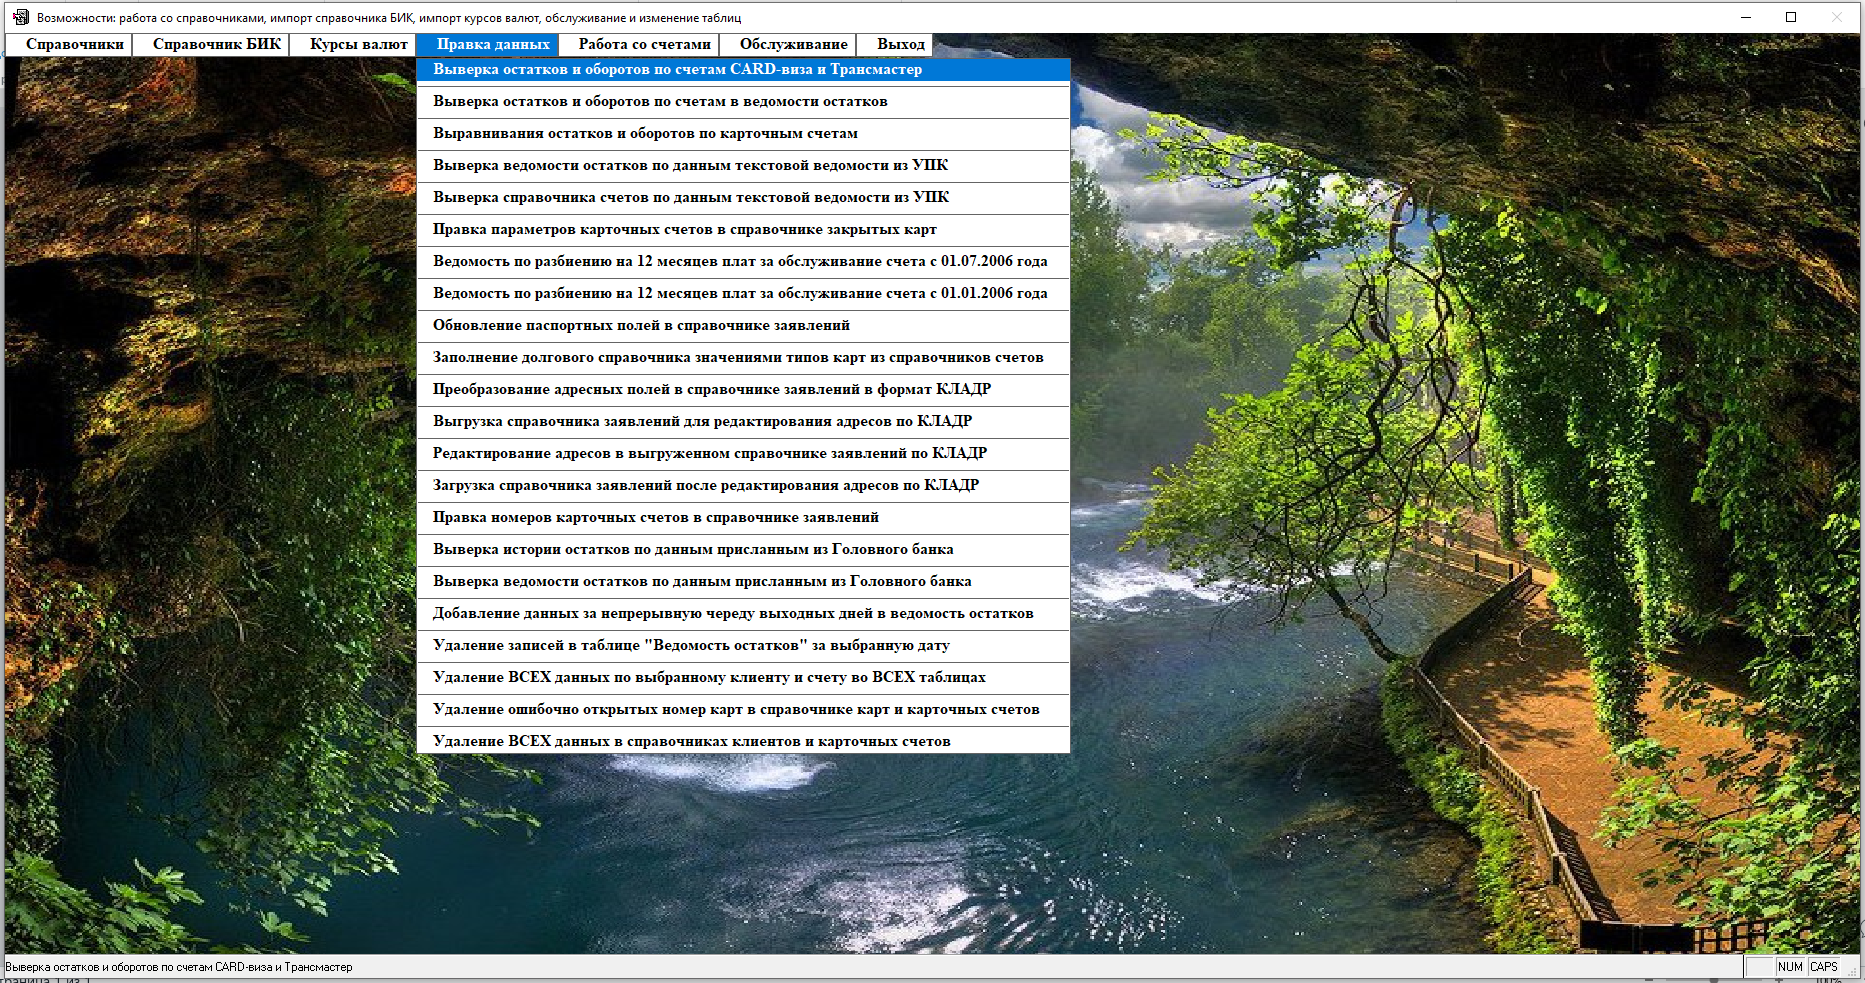 Возможности: работа со справочниками, импорт справочника БИК, импорт курсов валют, обслуживание и изменение таблиц
Справочники Справочник БИК Курсы валют Правка данных Работа со счетами Обслуживание Выход
Выверка остатков и оборотов по счетам CARD-виза и Трансмастер
Выверка остатков и оборотов по счетам в ведомости остатков
Выравнивания остатков и оборотов по карточным счетам
Выверка ведомости остатков по данным текстовой ведомости из УПК
Выверка справочника счетов по данным текстовой ведомости из УПК
Правка параметров карточных счетов в справочнике закрытых карт
Ведомость по разбиению на 12 месяцев плат за обслуживание счета с 01.07.2006 года
Ведомость по разбиению на 12 месяцев плат за обслуживание счета с 01.01.2006 года
Обновление паспортных полей в справочнике заявлений
Заполнение долгового справочника значениями типов карт из справочников счетов
Преобразование адресных полей в справочнике заявлений в формат КЛАДР
Выгрузка справочника заявлений для редактирования адресов по КЛАДР
Редактирование адресов в выгруженном справочнике заявлений по КЛАДР
Загрузка справочника заявлений после редактирования адресов по КЛАДР
Правка номеров карточных счетов в справочнике заявлений
Выверка истории остатков по данным присланным из Головного банка
Выверка ведомости остатков по данным присланным из Головного банка
Добавление данных за непрерывную череду выходных дней в ведомость остатков
Удаление записей в таблице "Ведомость остатков" за выбранную дату
Удаление ВСЕХ данных по выбранному клиенту и счету во ВСЕХ таблицах
Удаление ошибочно открытых номер карт в справочнике карт и карточных счетов
Удаление ВСЕХ данных в справочниках клиентов и карточных счетов
Выверка остатков и оборотов по счетам CARD-виза и Трансмастер NUM CAPS